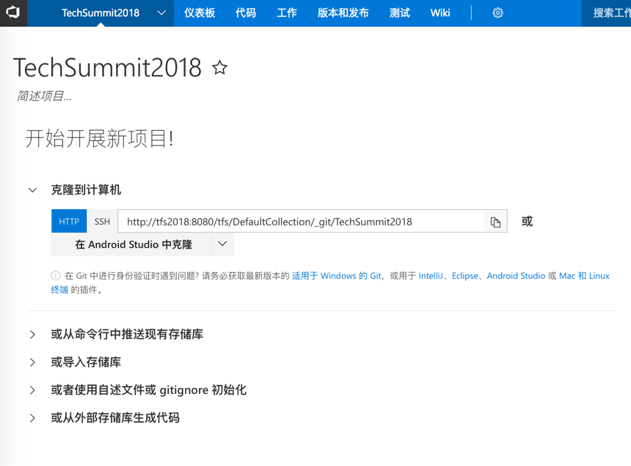 TechSummit2018 仪表板 代码 工作 版本和发布 测试 Wiki 搜索工作
TechSummit2018
简述项目...
开始开展新项目!
克隆到计算机
HTTP SSH http://tfs2018:8080/tfs/DefaultCollection/_git/TechSummit2018 或
在 Android Studio 中克隆
在 Git 中进行身份验证时遇到问题? 请务必获取最新版本的 适用于 Windows 的 Git，或用于 IntelliJ、Eclipse、Android Studio 或 Mac 和 Linux
终端 的插件。
或从命令行中推送现有存储库
或导入存储库
或者使用自述文件或 gitignore 初始化
或从外部存储库生成代码